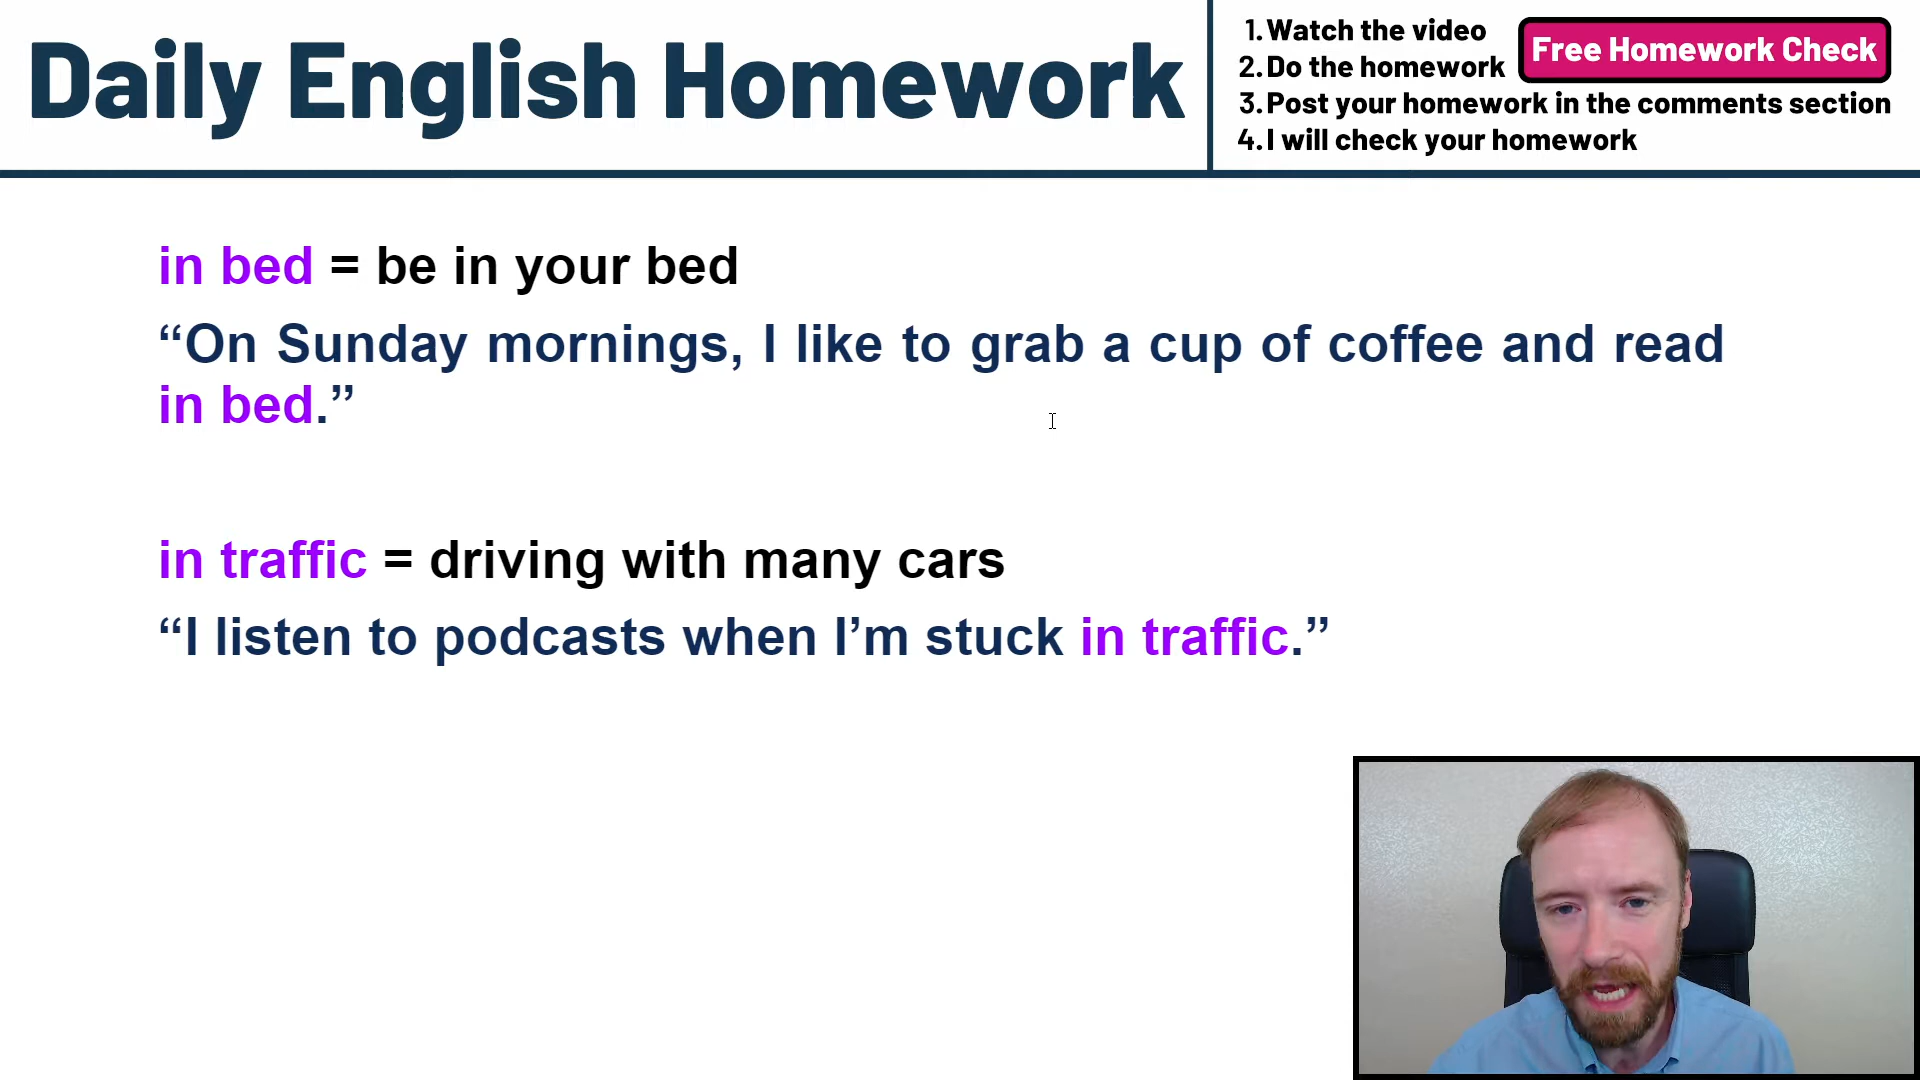 Daily English Homework
1. Watch the video
2. Do the homework
Free Homework Check
3. Post your homework in the comments section
4. I will check your homework
in bed = be in your bed
“On Sunday mornings, I like to grab a cup of coffee and read
in bed.”
in traffic = driving with many cars
“I listen to podcasts when I’m stuck in traffic.”